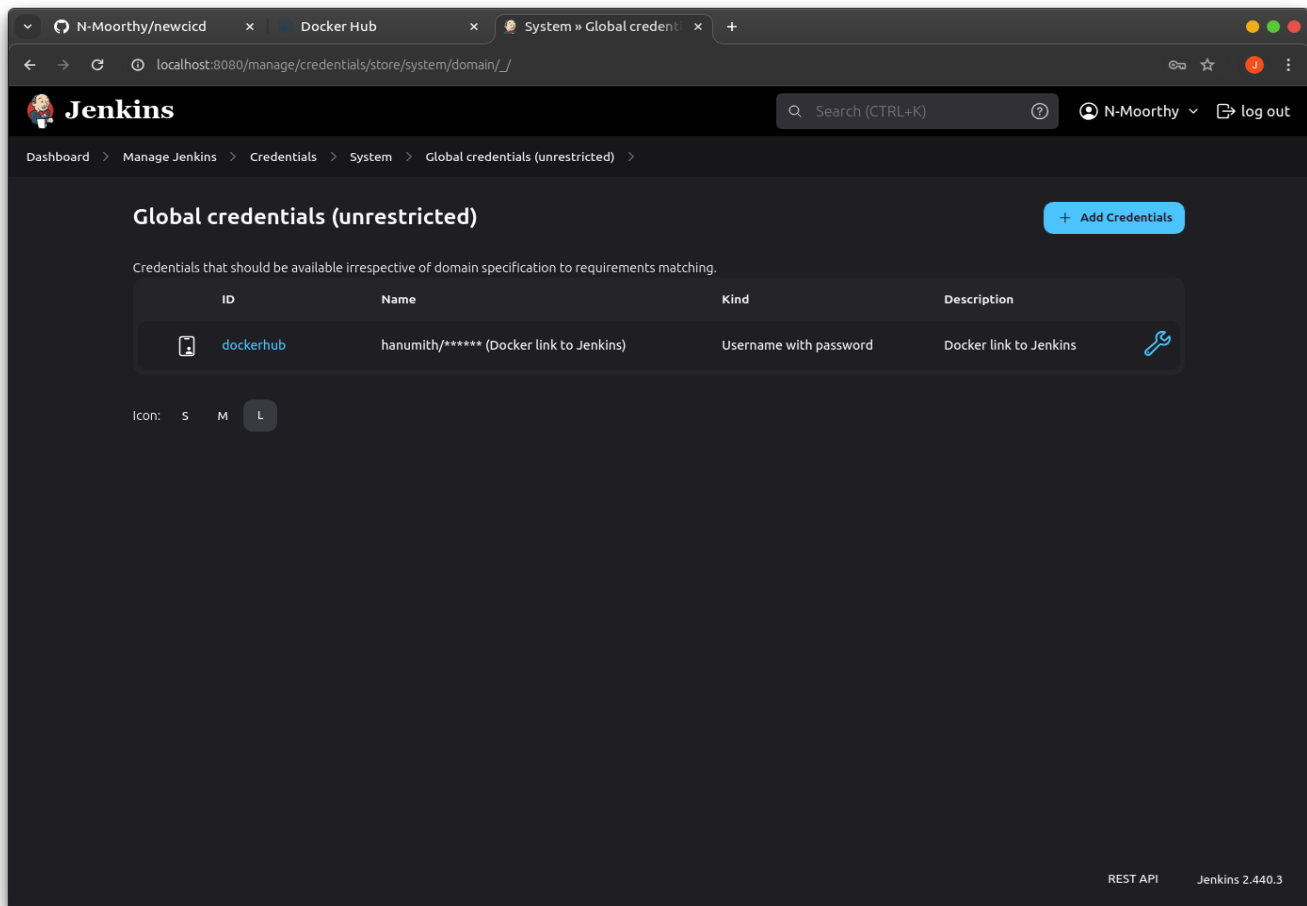 N-Moorthy/newcicd
Docker Hub
System » Global credenti
localhost:8080/manage/credentials/store/system/domain/_/
J
Jenkins
Search (CTRL+K)
N-Moorthy
log out
Dashboard > Manage Jenkins > Credentials > System > Global credentials (unrestricted) >
Global credentials (unrestricted)
+ Add Credentials
Credentials that should be available irrespective of domain specification to requirements matching.
ID Name Kind Description
dockerhub hanumith/****** (Docker link to Jenkins) Username with password Docker link to Jenkins
Icon: S M L
REST API Jenkins 2.440.3